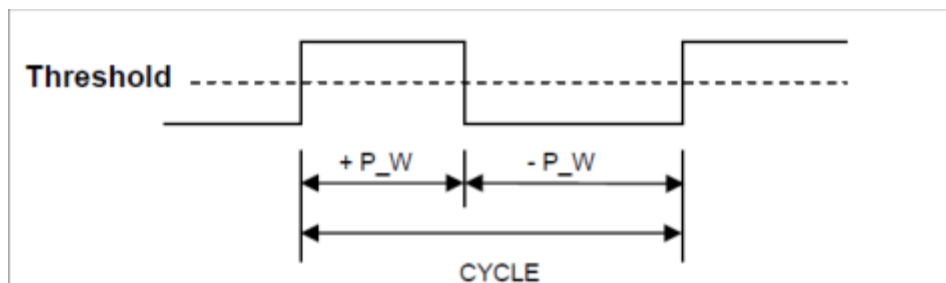 Threshold
+ P_W - P_W
CYCLE